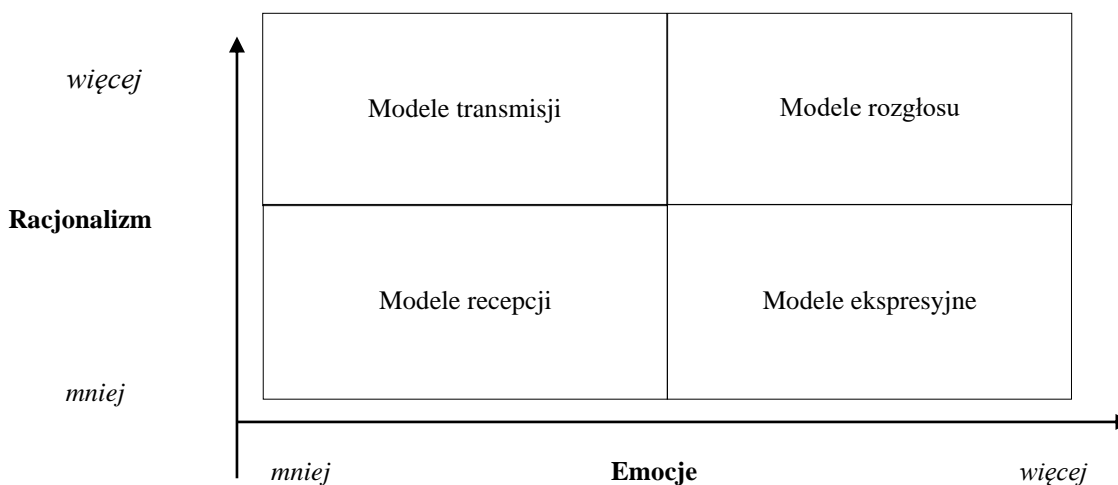 więcej
Modele transmisji
Modele rozgłosu
Racjonalizm
Modele recepcji
Modele ekspresyjne
mniej
mniej
Emocje
więcej